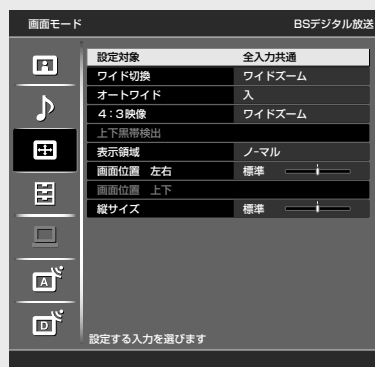 画面モード BSデジタル放送
設定対象 全入力共通
ワイド切換 ワイドズーム
オートワイド 入
4:3映像 ワイドズーム
上下黒帯検出
表示領域 ノーマル
画面位置 左右 標準
画面位置 上下
縦サイズ 標準
A
D
設定する入力を選びます